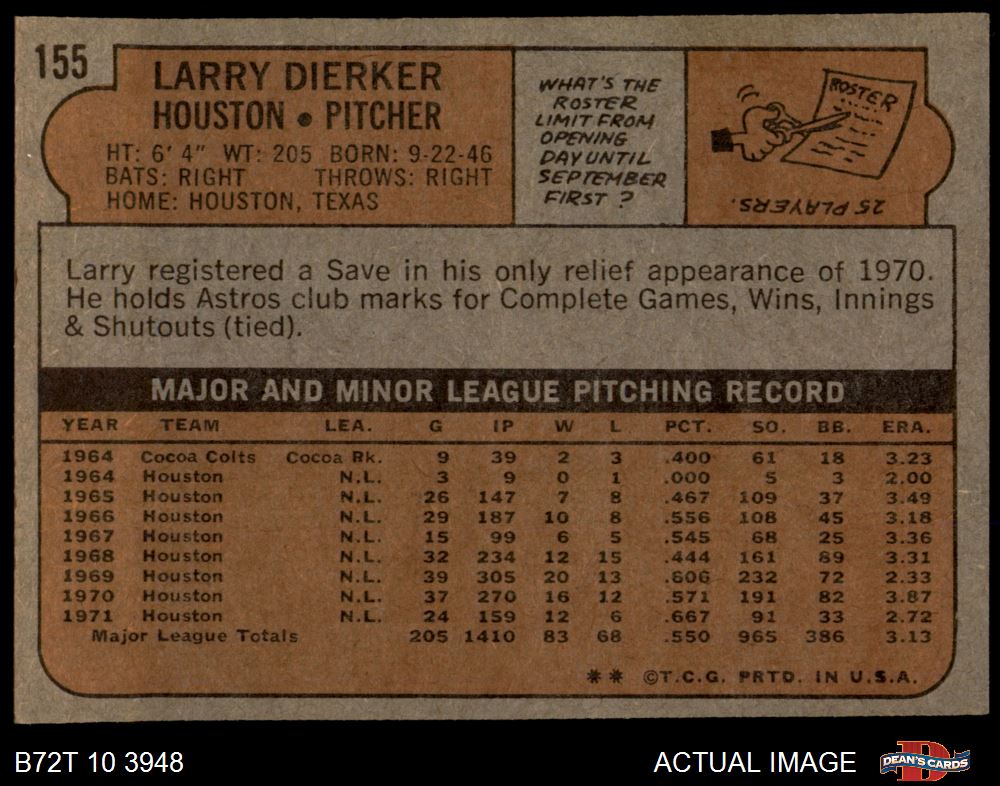 155
LARRY DIERKER
HOUSTON • PITCHER
HT: 6' 4" WT: 205 BORN: 9-22-46
BATS: RIGHT THROWS: RIGHT
HOME: HOUSTON, TEXAS
WHAT'S THE
ROSTER
LIMIT FROM
OPENING
DAY UNTIL
SEPTEMBER
FIRST ?
ROSTER
25 PLAYERS.
Larry registered a Save in his only relief appearance of 1970.
He holds Astros club marks for Complete Games, Wins, Innings
& Shutouts (tied).
MAJOR AND MINOR LEAGUE PITCHING RECORD
YEAR TEAM LEA. G IP W L PCT. SO. BB. ERA.
1964 Cocoa Colts Cocoa Rk. 9 39 2 3 .400 61 18 3.23
1964 Houston N.L. 3 9 0 1 .000 5 3 2.00
1965 Houston N.L. 26 147 7 8 .467 109 37 3.49
1966 Houston N.L. 29 187 10 8 .556 108 45 3.18
1967 Houston N.L. 15 99 6 5 .545 68 25 3.36
1968 Houston N.L. 32 234 12 15 .444 161 89 3.31
1969 Houston N.L. 39 305 20 13 .606 232 72 2.33
1970 Houston N.L. 37 270 16 12 .571 191 82 3.87
1971 Houston N.L. 24 159 12 6 .667 91 33 2.72
Major League Totals 205 1410 83 68 .550 965 386 3.13
** ©T.C.G. PRTD. IN U.S.A.
B72T 10 3948
ACTUAL IMAGE
D
DEAN'S CARDS